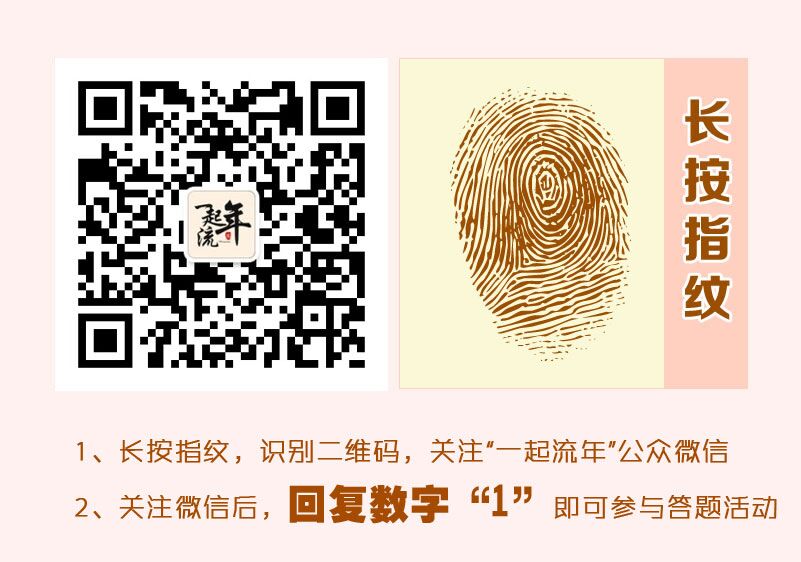 一起流年
长按指纹
1、长按指纹，识别二维码，关注“一起流年”公众微信
2、关注微信后，回复数字“1”即可参与答题活动